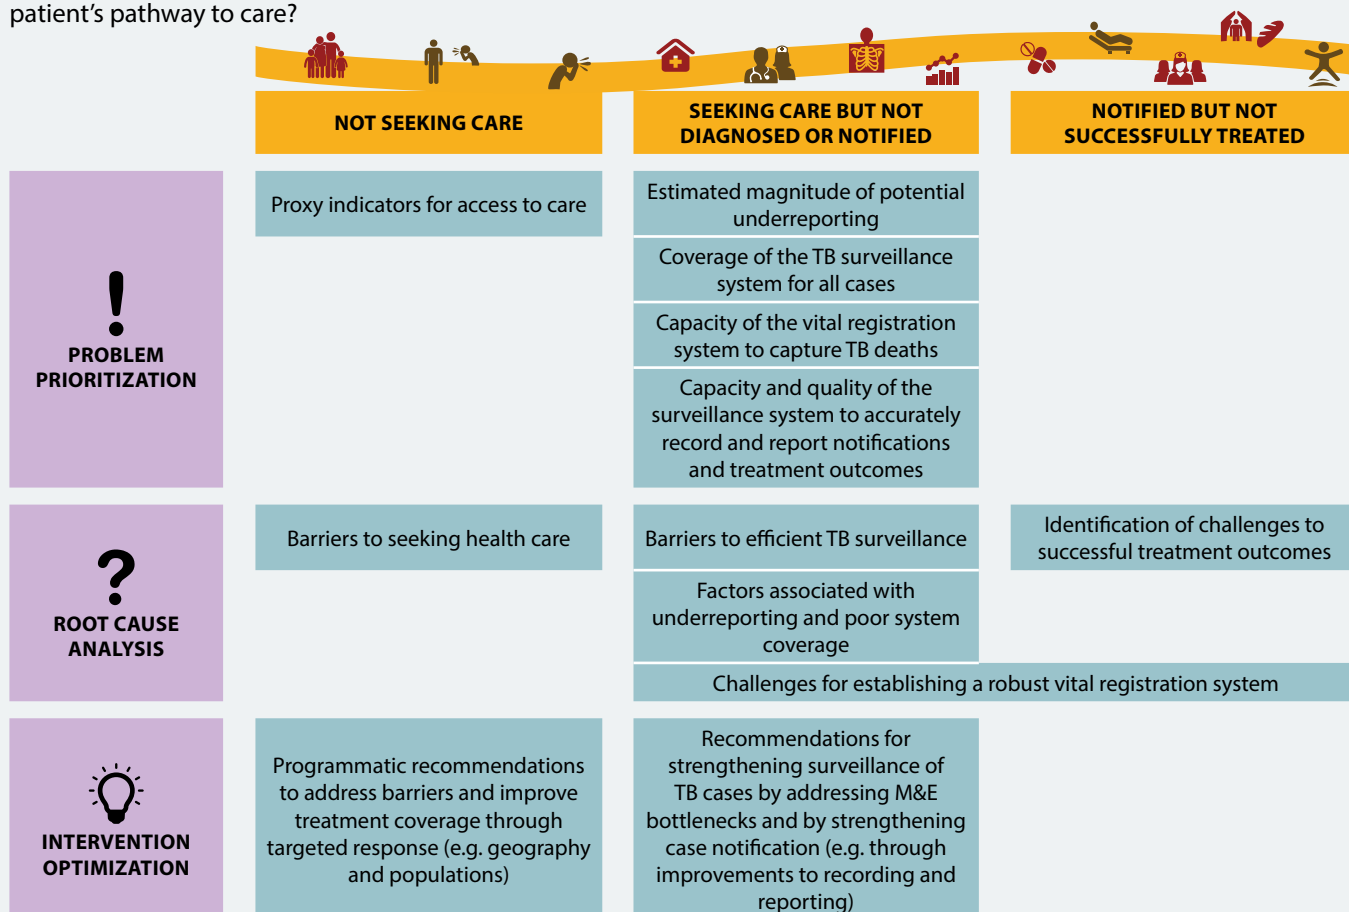 patient’s pathway to care?
NOT SEEKING CARE
SEEKING CARE BUT NOT
DIAGNOSED OR NOTIFIED
NOTIFIED BUT NOT
SUCCESSFULLY TREATED
PROBLEM
PRIORITIZATION
Proxy indicators for access to care
Estimated magnitude of potential
underreporting
Coverage of the TB surveillance
system for all cases
Capacity of the vital registration
system to capture TB deaths
Capacity and quality of the
surveillance system to accurately
record and report notifications
and treatment outcomes
ROOT CAUSE
ANALYSIS
Barriers to seeking health care
Barriers to efficient TB surveillance
Factors associated with
underreporting and poor system
coverage
Identification of challenges to
successful treatment outcomes
Challenges for establishing a robust vital registration system
INTERVENTION
OPTIMIZATION
Programmatic recommendations
to address barriers and improve
treatment coverage through
targeted response (e.g. geography
and populations)
Recommendations for
strengthening surveillance of
TB cases by addressing M&E
bottlenecks and by strengthening
case notification (e.g. through
improvements to recording and
reporting)